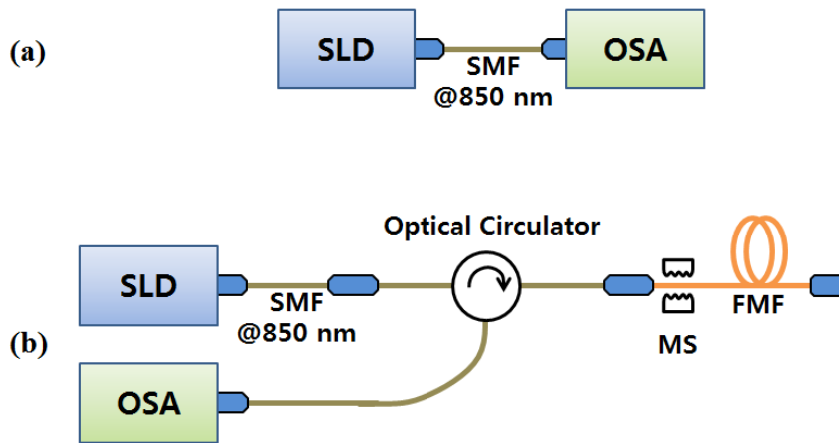 (a)
SLD
OSA
SMF
@850 nm
Optical Circulator
SLD
SMF
@850 nm
FMF
MS
(b)
OSA